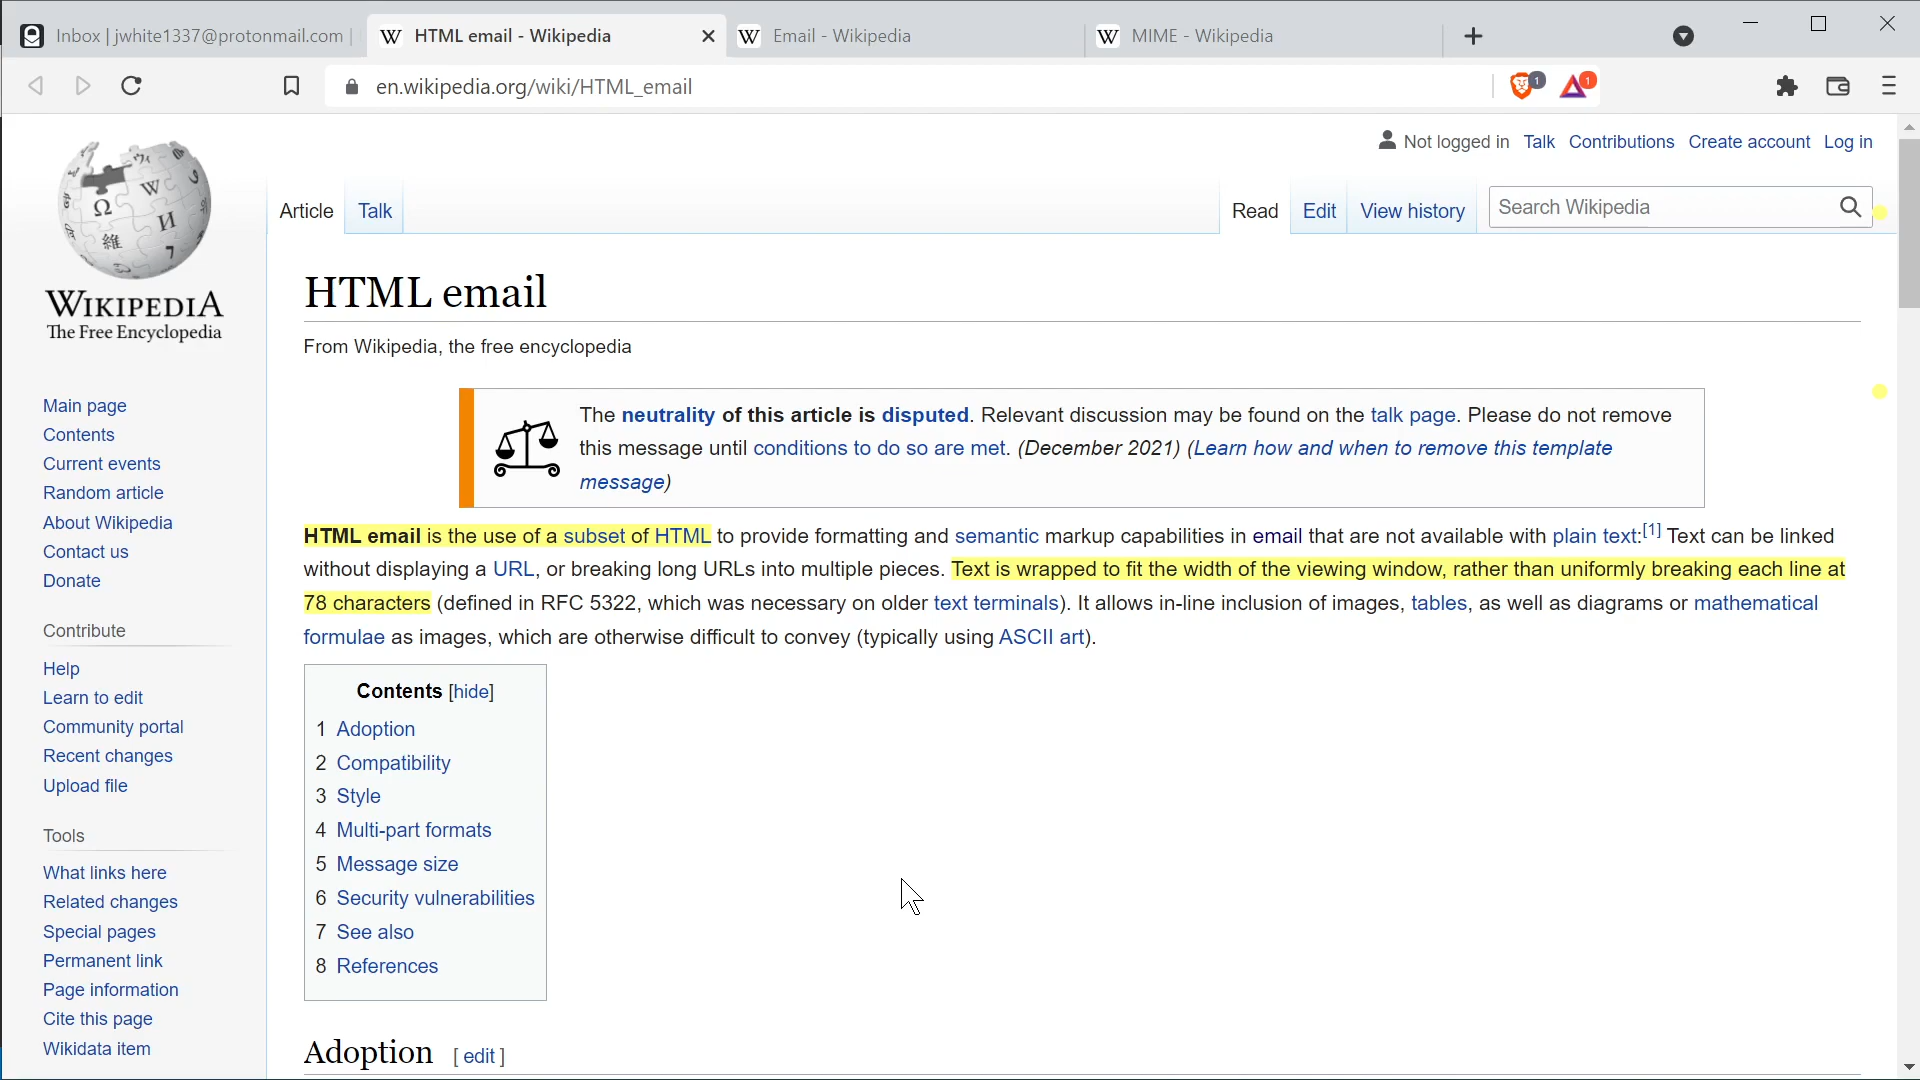 Inbox | jwhite1337@protonmail.com |
HTML email - Wikipedia
Email - Wikipedia
MIME - Wikipedia
en.wikipedia.org/wiki/HTML_email
1
1
Not logged in Talk Contributions Create account Log in
Article Talk
Read Edit View history
Search Wikipedia
WIKIPEDIA
The Free Encyclopedia
Main page
Contents
Current events
Random article
About Wikipedia
Contact us
Donate
Contribute
Help
Learn to edit
Community portal
Recent changes
Upload file
Tools
What links here
Related changes
Special pages
Permanent link
Page information
Cite this page
Wikidata item
HTML email
From Wikipedia, the free encyclopedia
The neutrality of this article is disputed. Relevant discussion may be found on the talk page. Please do not remove
this message until conditions to do so are met. (December 2021) (Learn how and when to remove this template
message)
HTML email is the use of a subset of HTML to provide formatting and semantic markup capabilities in email that are not available with plain text:[1] Text can be linked
without displaying a URL, or breaking long URLs into multiple pieces. Text is wrapped to fit the width of the viewing window, rather than uniformly breaking each line at
78 characters (defined in RFC 5322, which was necessary on older text terminals). It allows in-line inclusion of images, tables, as well as diagrams or mathematical
formulae as images, which are otherwise difficult to convey (typically using ASCII art).
Contents [hide]
1 Adoption
2 Compatibility
3 Style
4 Multi-part formats
5 Message size
6 Security vulnerabilities
7 See also
8 References
Adoption [ edit ]